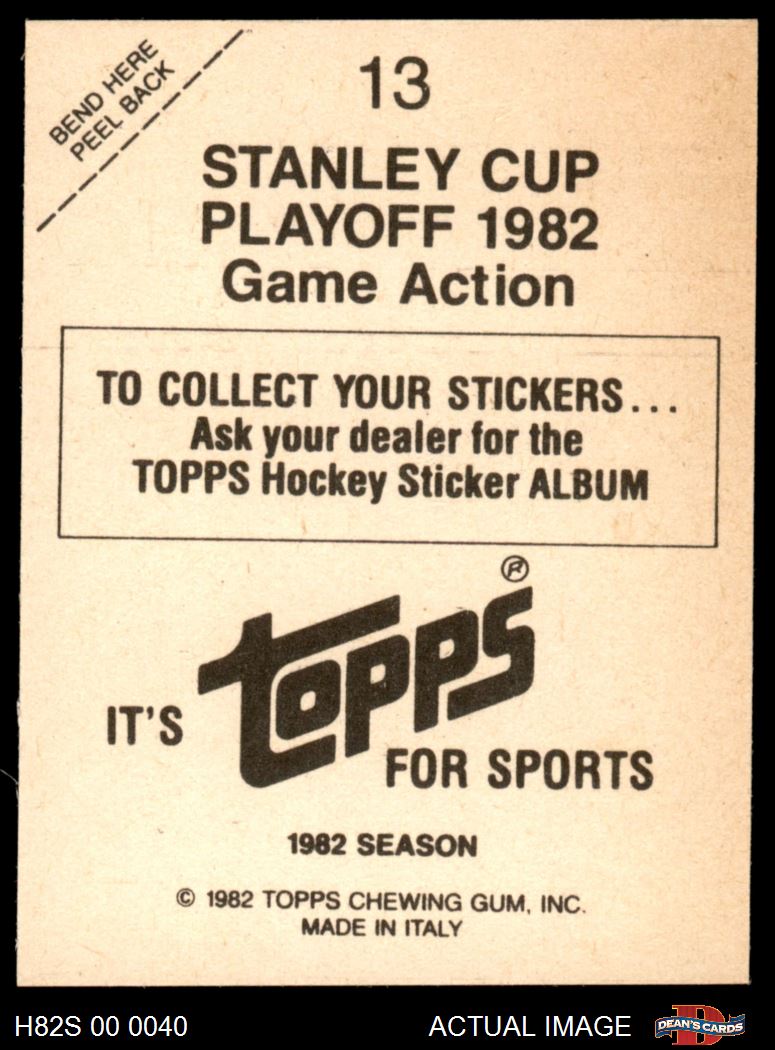 BEND HERE
PEEL BACK
13
STANLEY CUP
PLAYOFF 1982
Game Action
TO COLLECT YOUR STICKERS...
Ask your dealer for the
TOPPS Hockey Sticker ALBUM
IT'S
TOPPS ®
FOR SPORTS
1982 SEASON
© 1982 TOPPS CHEWING GUM, INC.
MADE IN ITALY
H82S 00 0040
ACTUAL IMAGE
D
DEAN'S CARDS